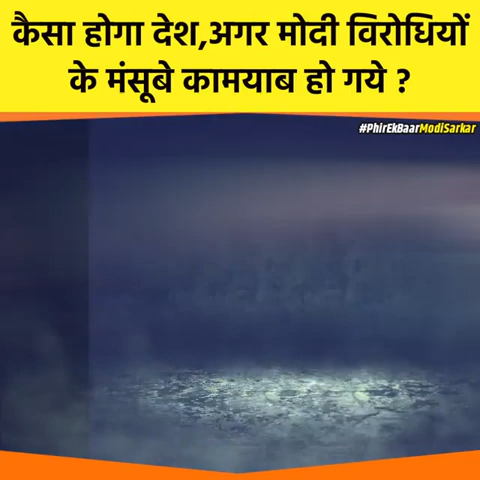 कैसा होगा देश,अगर मोदी विरोधियों
के मंसूबे कामयाब हो गये ?
#PhirEkBaarModiSarkar